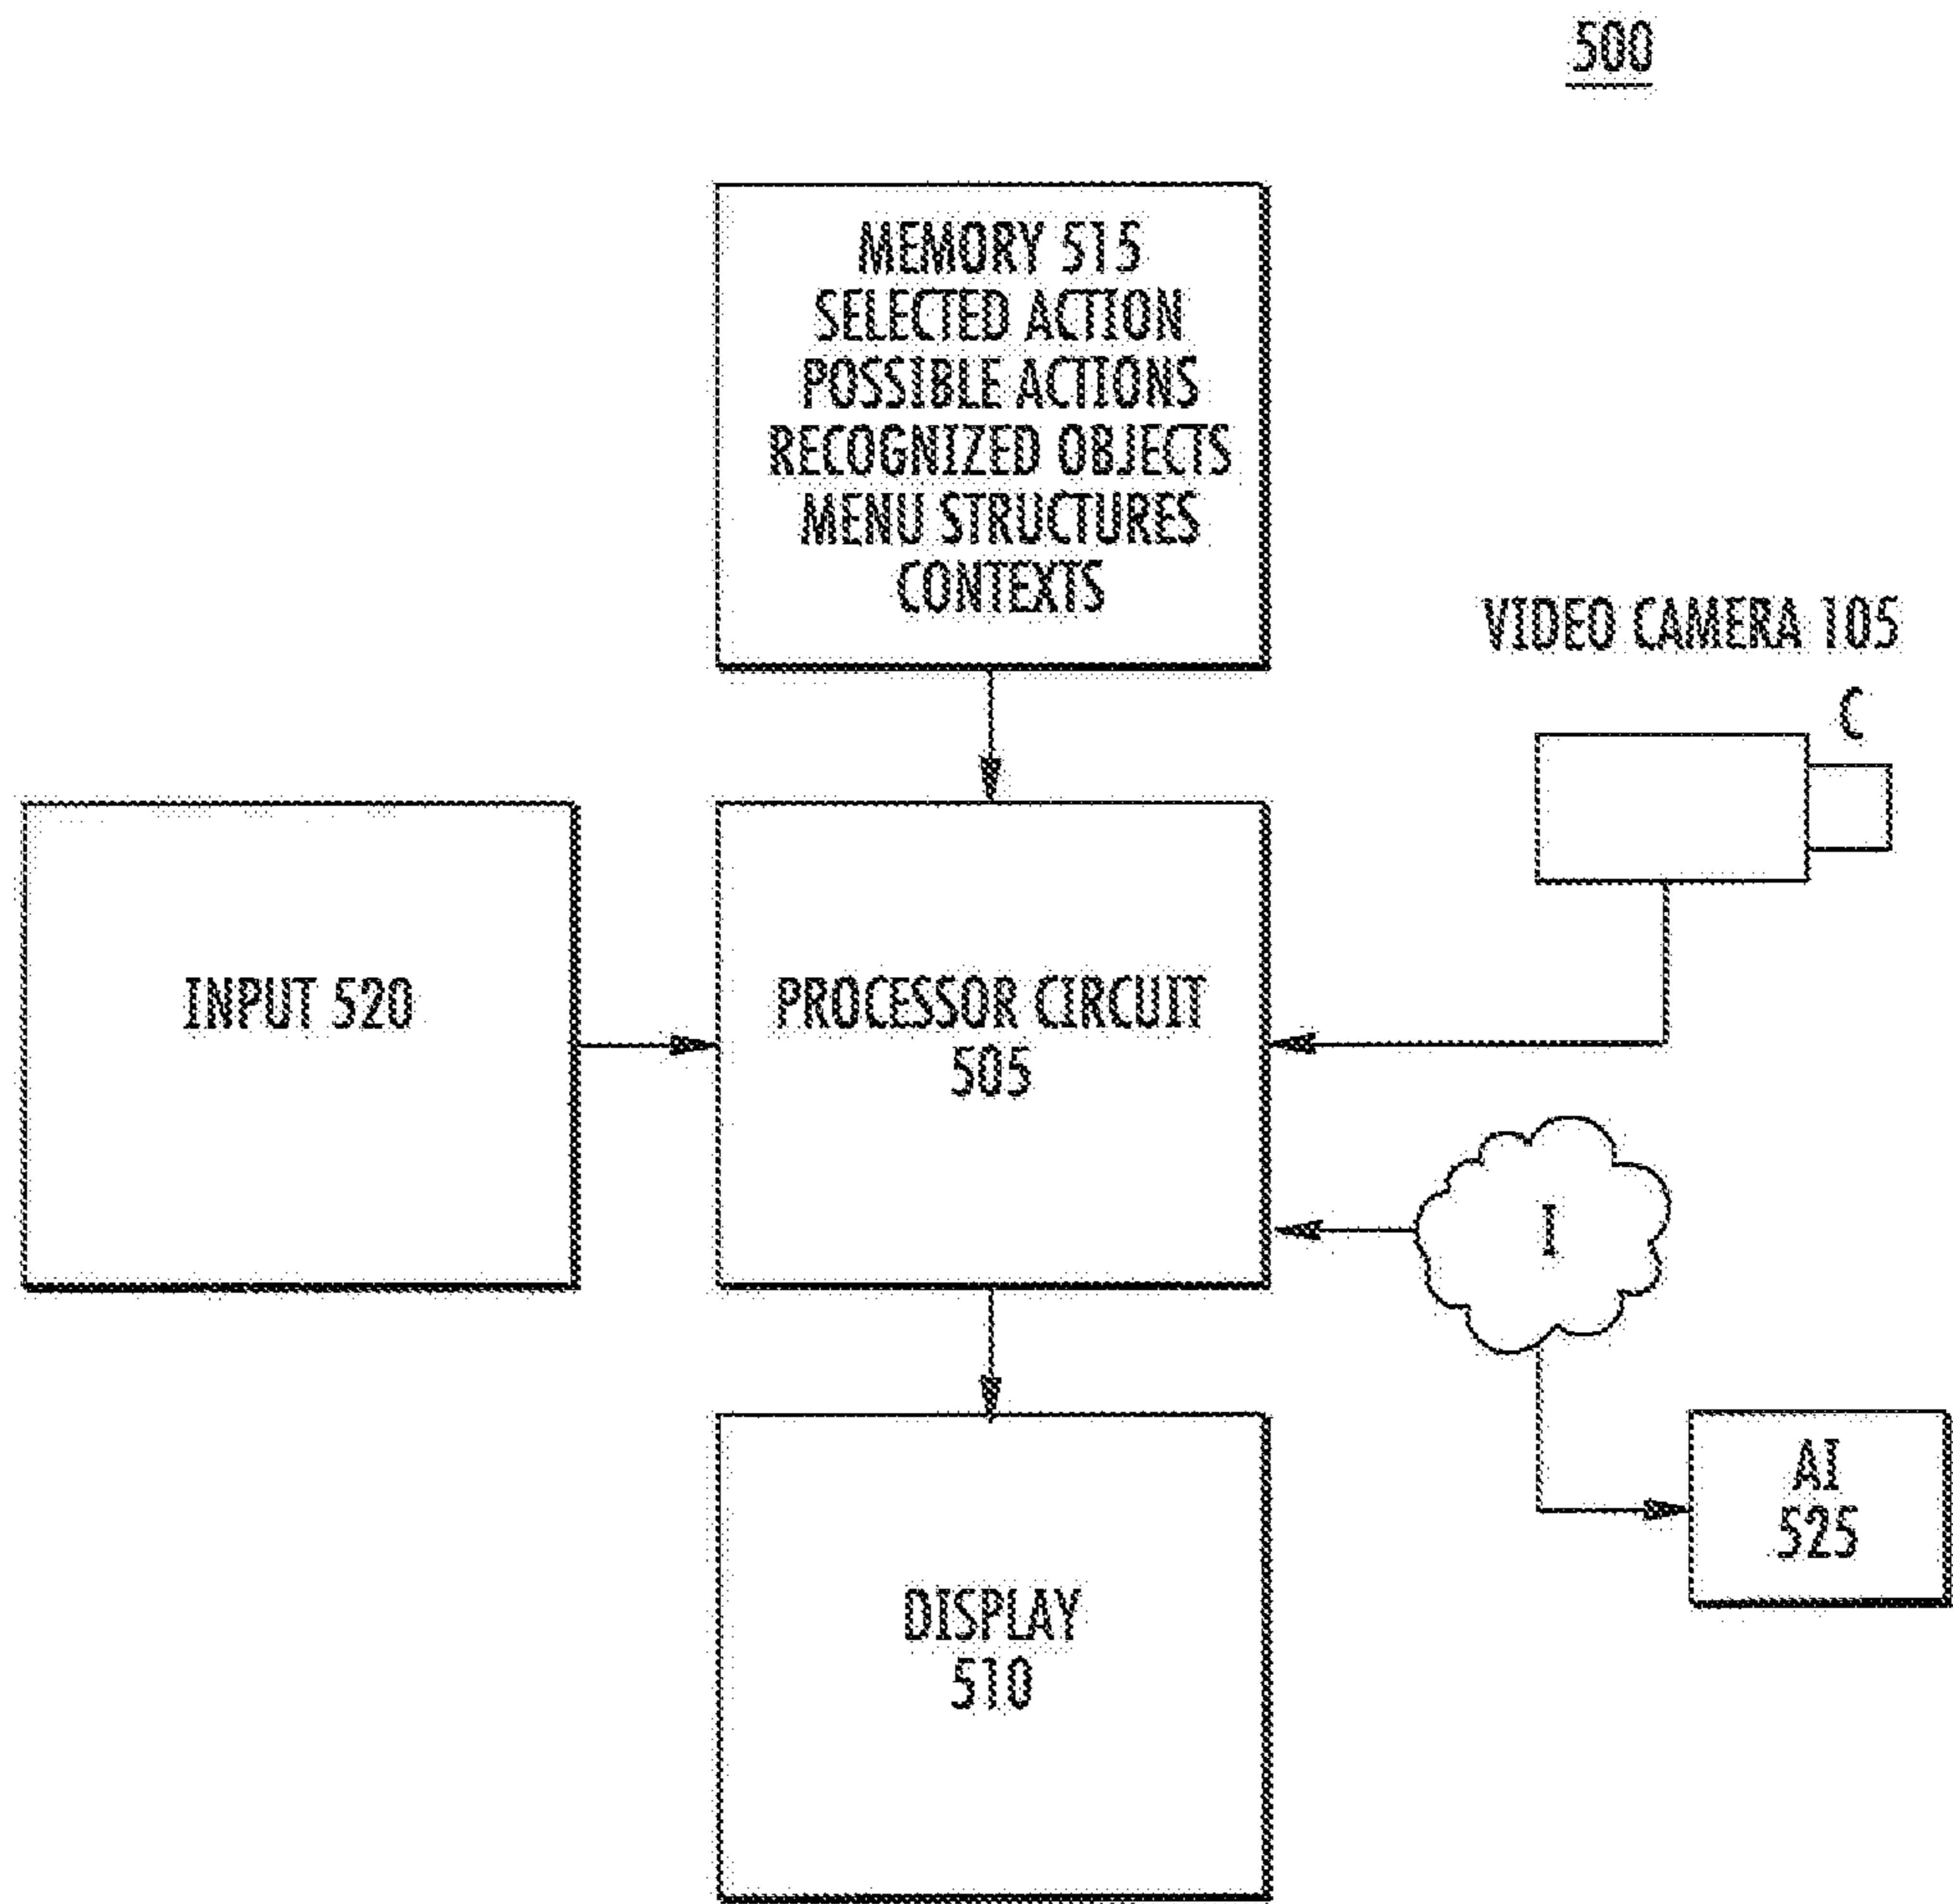 500
MEMORY 515
SELECTED ACTION
POSSIBLE ACTIONS
RECOGNIZED OBJECTS
MENU STRUCTURES
CONTEXTS
VIDEO CAMERA 105
INPUT 520
PROCESSOR CIRCUIT
505
I
AI
525
DISPLAY
510